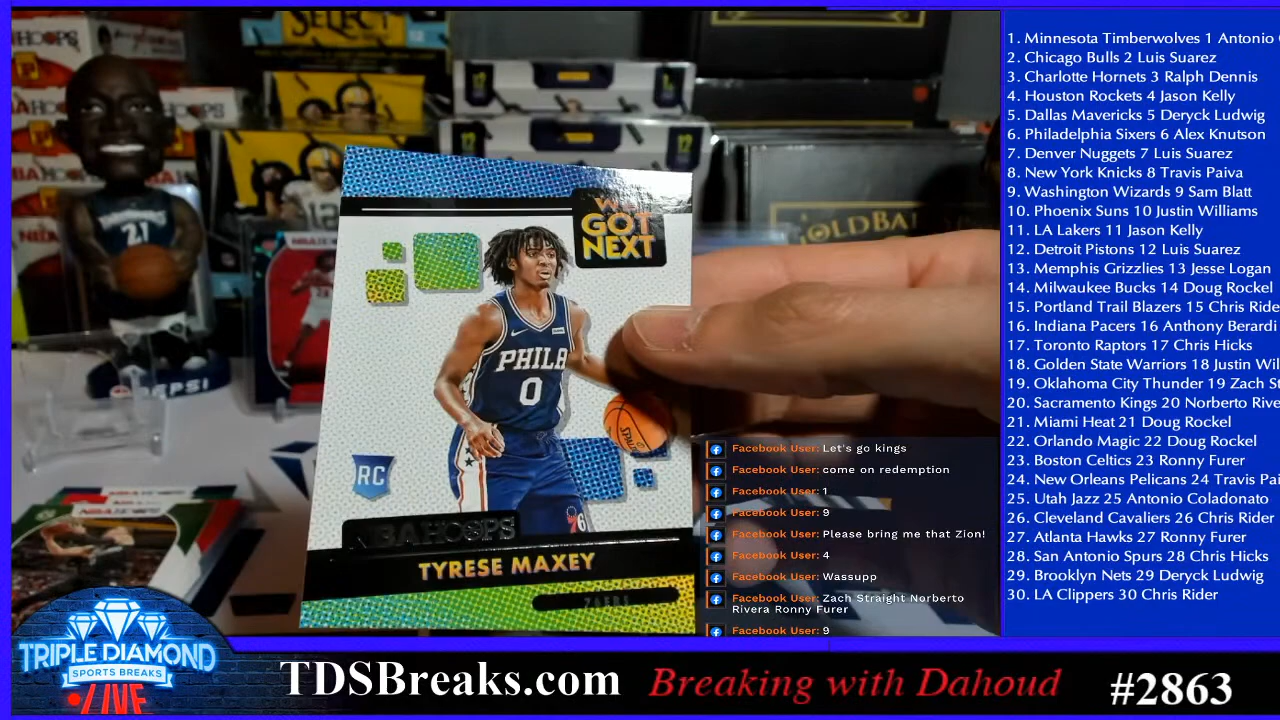 SELECT
HOOPS
21
PEPSI
12
12
GOLD BAL
WE
GOT
NEXT
PHILA
0
SPALDING
RC
76
NBA HOOPS
TYRESE MAXEY
76ERS
1. Minnesota Timberwolves 1 Antonio
2. Chicago Bulls 2 Luis Suarez
3. Charlotte Hornets 3 Ralph Dennis
4. Houston Rockets 4 Jason Kelly
5. Dallas Mavericks 5 Deryck Ludwig
6. Philadelphia Sixers 6 Alex Knutson
7. Denver Nuggets 7 Luis Suarez
8. New York Knicks 8 Travis Paiva
9. Washington Wizards 9 Sam Blatt
10. Phoenix Suns 10 Justin Williams
11. LA Lakers 11 Jason Kelly
12. Detroit Pistons 12 Luis Suarez
13. Memphis Grizzlies 13 Jesse Logan
14. Milwaukee Bucks 14 Doug Rockel
15. Portland Trail Blazers 15 Chris Ride
16. Indiana Pacers 16 Anthony Berardi
17. Toronto Raptors 17 Chris Hicks
18. Golden State Warriors 18 Justin Wil
19. Oklahoma City Thunder 19 Zach St
20. Sacramento Kings 20 Norberto Rive
21. Miami Heat 21 Doug Rockel
22. Orlando Magic 22 Doug Rockel
23. Boston Celtics 23 Ronny Furer
24. New Orleans Pelicans 24 Travis Pai
25. Utah Jazz 25 Antonio Coladonato
26. Cleveland Cavaliers 26 Chris Rider
27. Atlanta Hawks 27 Ronny Furer
28. San Antonio Spurs 28 Chris Hicks
29. Brooklyn Nets 29 Deryck Ludwig
30. LA Clippers 30 Chris Rider
Facebook User: Let's go kings
Facebook User: come on redemption
Facebook User: 1
Facebook User: 9
Facebook User: Please bring me that Zion!
Facebook User: 4
Facebook User: Wassupp
Facebook User: Zach Straight Norberto
Rivera Ronny Furer
Facebook User: 9
TRIPLE DIAMOND
SPORTS BREAKS
LIVE
TDSBreaks.com
Breaking with Dahoud
#2863